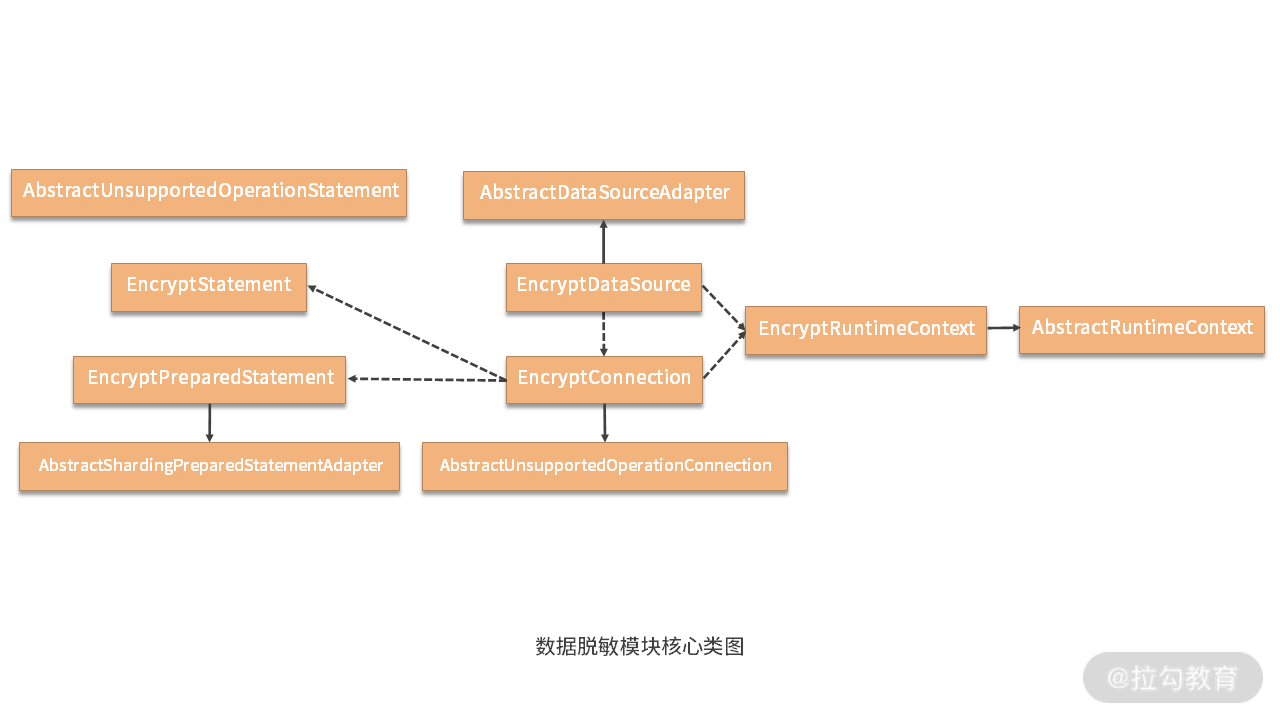 AbstractUnsupportedOperationStatement
AbstractDataSourceAdapter
EncryptStatement
EncryptDataSource
EncryptRuntimeContext
AbstractRuntimeContext
EncryptPreparedStatement
EncryptConnection
AbstractShardingPreparedStatementAdapter
AbstractUnsupportedOperationConnection
数据脱敏模块核心类图
@拉勾教育